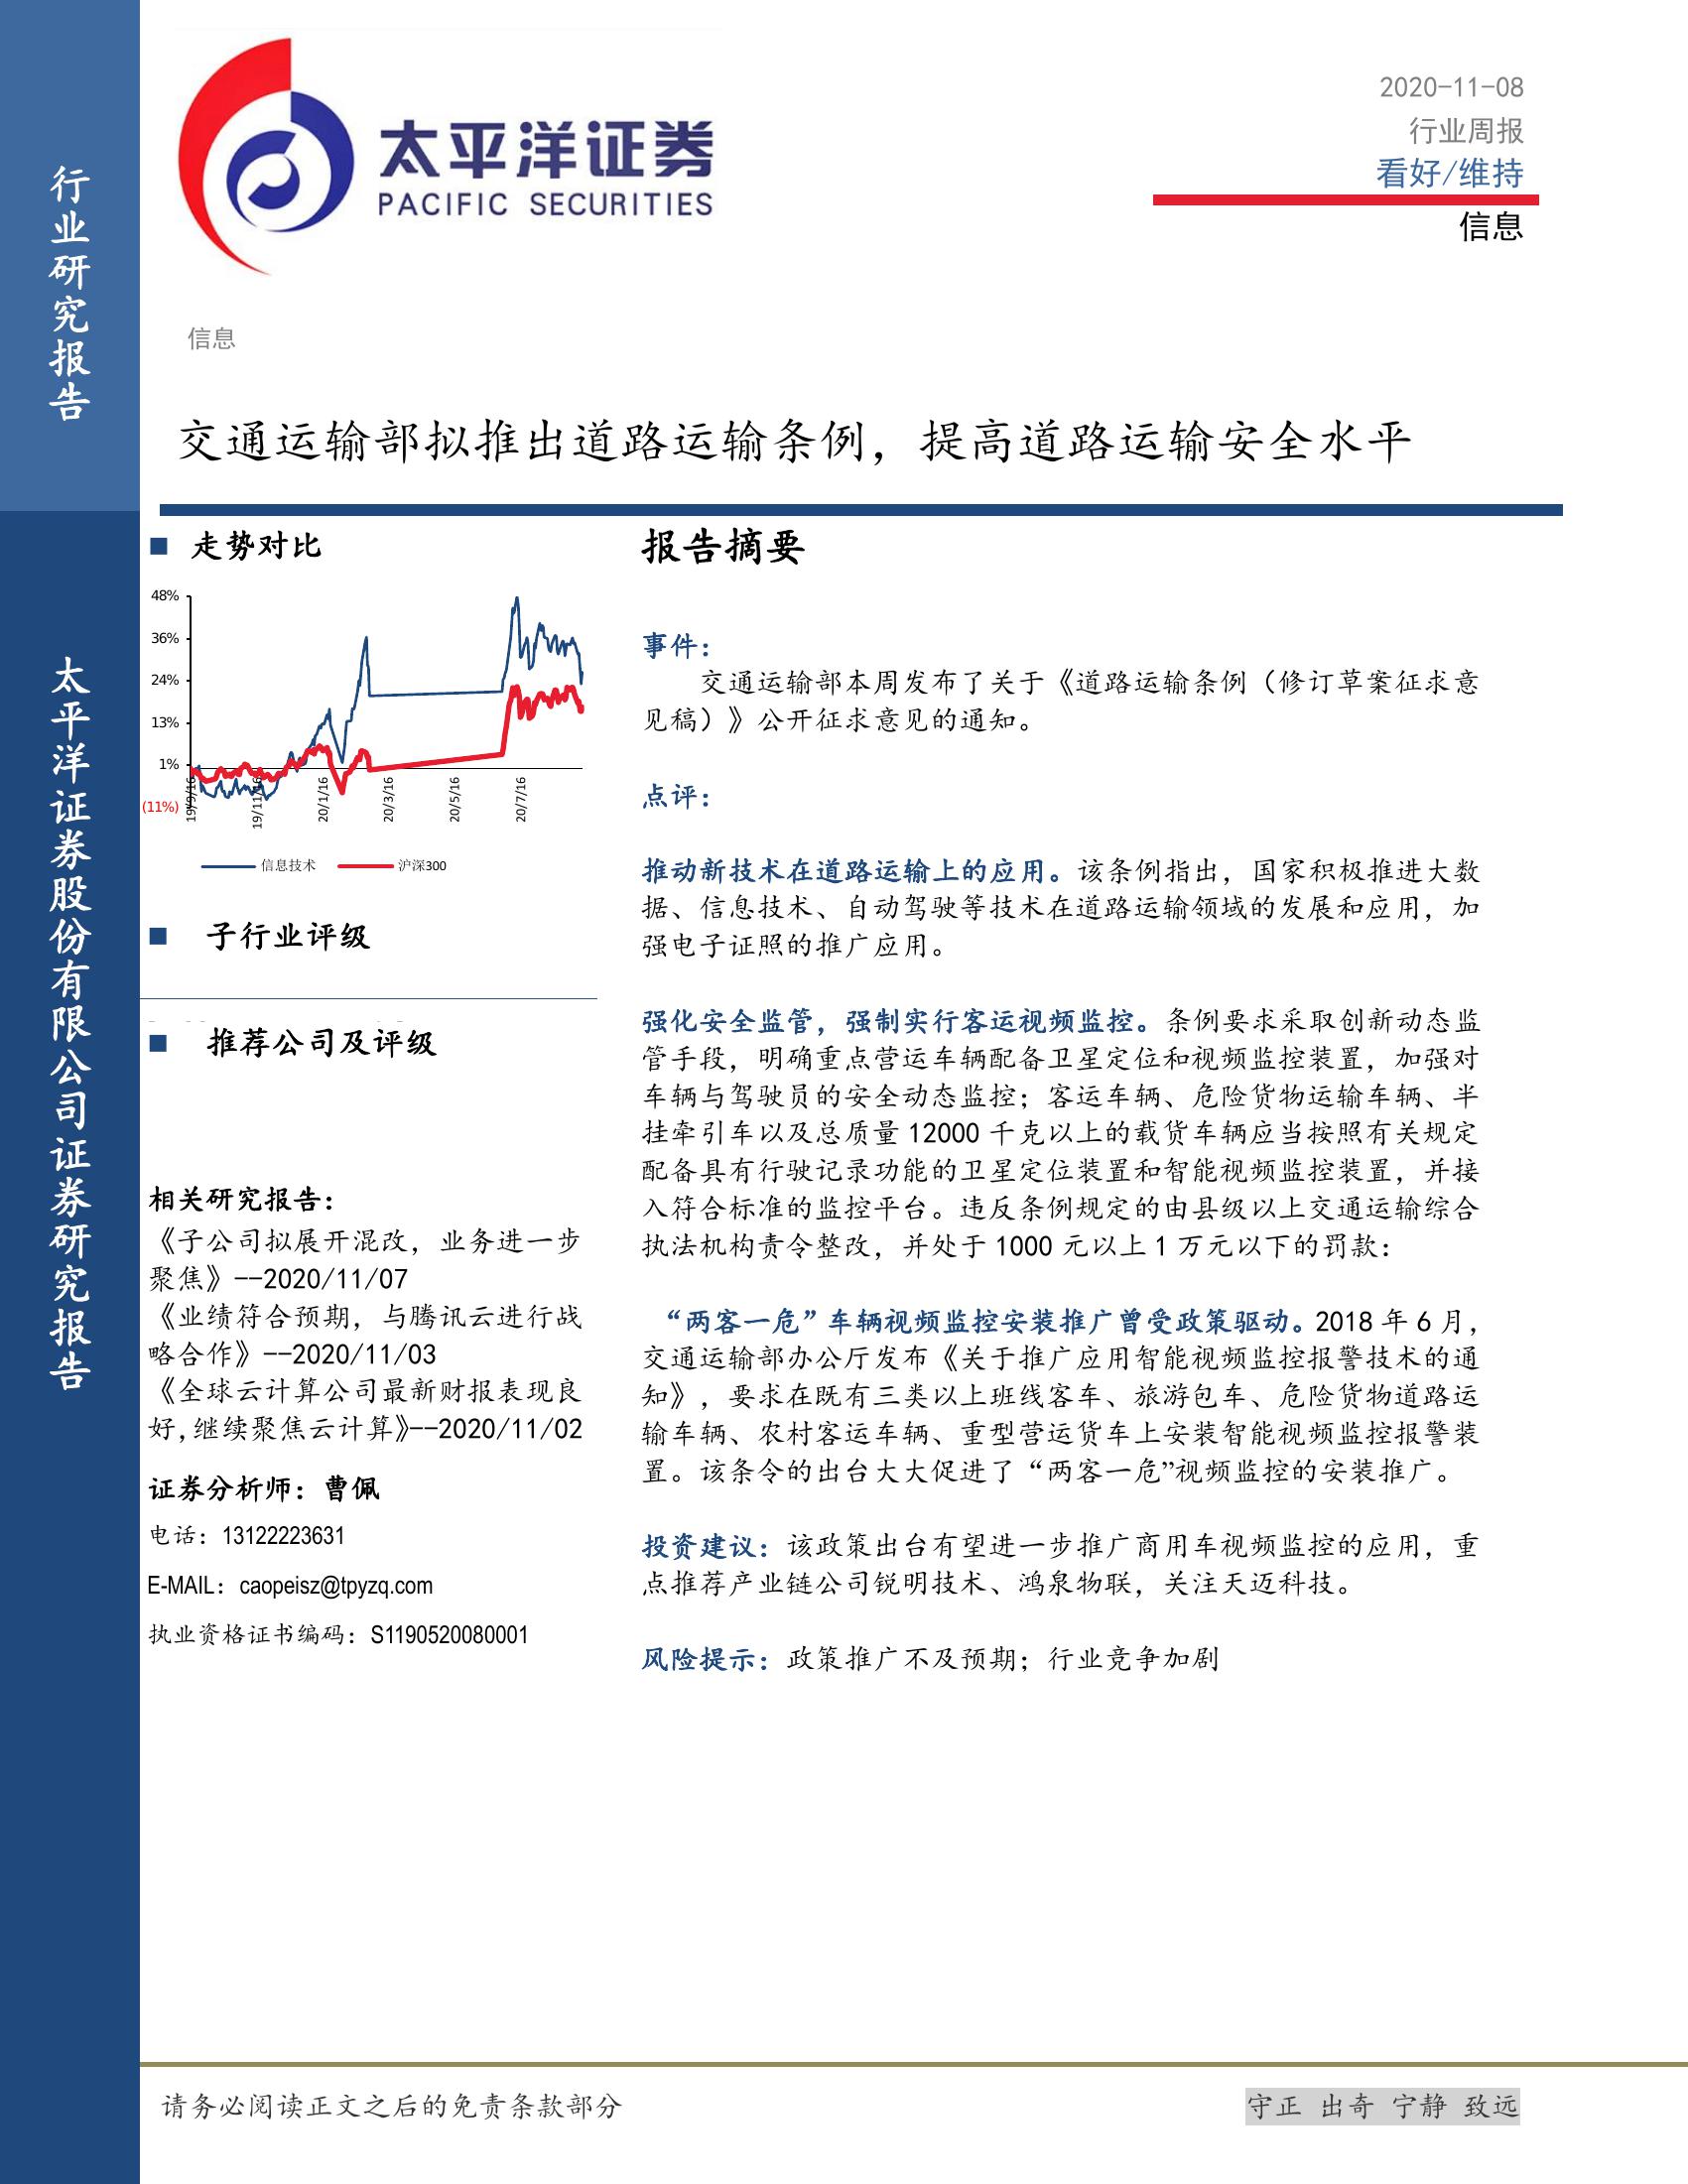 行业研究报告
太平洋证券股份有限公司证券研究报告
太平洋证券
PACIFIC SECURITIES
2020-11-08
行业周报
看好/维持
信息
信息
交通运输部拟推出道路运输条例，提高道路运输安全水平
走势对比
48%
36%
24%
13%
1%
(11%)
19/9/16
19/11/16
20/1/16
20/3/16
20/5/16
20/7/16
信息技术
沪深300
子行业评级
推荐公司及评级
相关研究报告：
《子公司拟展开混改，业务进一步
聚焦》--2020/11/07
《业绩符合预期，与腾讯云进行战
略合作》--2020/11/03
《全球云计算公司最新财报表现良
好,继续聚焦云计算》--2020/11/02
证券分析师：曹佩
电话：13122223631
E-MAIL：caopeisz@tpyzq.com
执业资格证书编码：S1190520080001
报告摘要
事件：
交通运输部本周发布了关于《道路运输条例（修订草案征求意
见稿）》公开征求意见的通知。
点评：
推动新技术在道路运输上的应用。该条例指出，国家积极推进大数
据、信息技术、自动驾驶等技术在道路运输领域的发展和应用，加
强电子证照的推广应用。
强化安全监管，强制实行客运视频监控。条例要求采取创新动态监
管手段，明确重点营运车辆配备卫星定位和视频监控装置，加强对
车辆与驾驶员的安全动态监控；客运车辆、危险货物运输车辆、半
挂牵引车以及总质量 12000 千克以上的载货车辆应当按照有关规定
配备具有行驶记录功能的卫星定位装置和智能视频监控装置，并接
入符合标准的监控平台。违反条例规定的由县级以上交通运输综合
执法机构责令整改，并处于 1000 元以上 1 万元以下的罚款：
“两客一危”车辆视频监控安装推广曾受政策驱动。2018 年 6 月，
交通运输部办公厅发布《关于推广应用智能视频监控报警技术的通
知》，要求在既有三类以上班线客车、旅游包车、危险货物道路运
输车辆、农村客运车辆、重型营运货车上安装智能视频监控报警装
置。该条令的出台大大促进了“两客一危”视频监控的安装推广。
投资建议：该政策出台有望进一步推广商用车视频监控的应用，重
点推荐产业链公司锐明技术、鸿泉物联，关注天迈科技。
风险提示：政策推广不及预期；行业竞争加剧
请务必阅读正文之后的免责条款部分
守正 出奇 宁静 致远